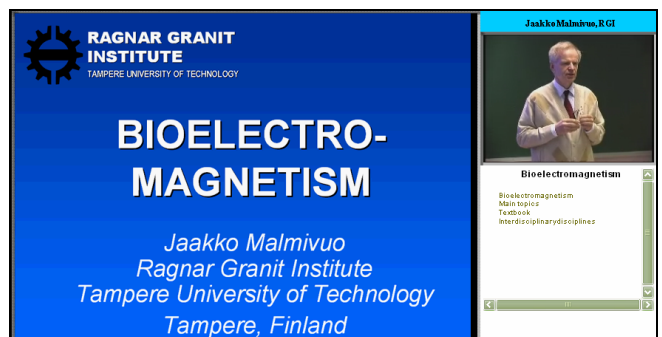 RAGNAR GRANIT
INSTITUTE
TAMPERE UNIVERSITY OF TECHNOLOGY
BIOELECTRO-
MAGNETISM
Jaakko Malmivuo
Ragnar Granit Institute
Tampere University of Technology
Tampere, Finland
Jaakko Malmivuo, RGI
Bioelectromagnetism
Bioelectromagnetism
Main topics
Textbook
Interdisciplinarydisciplines